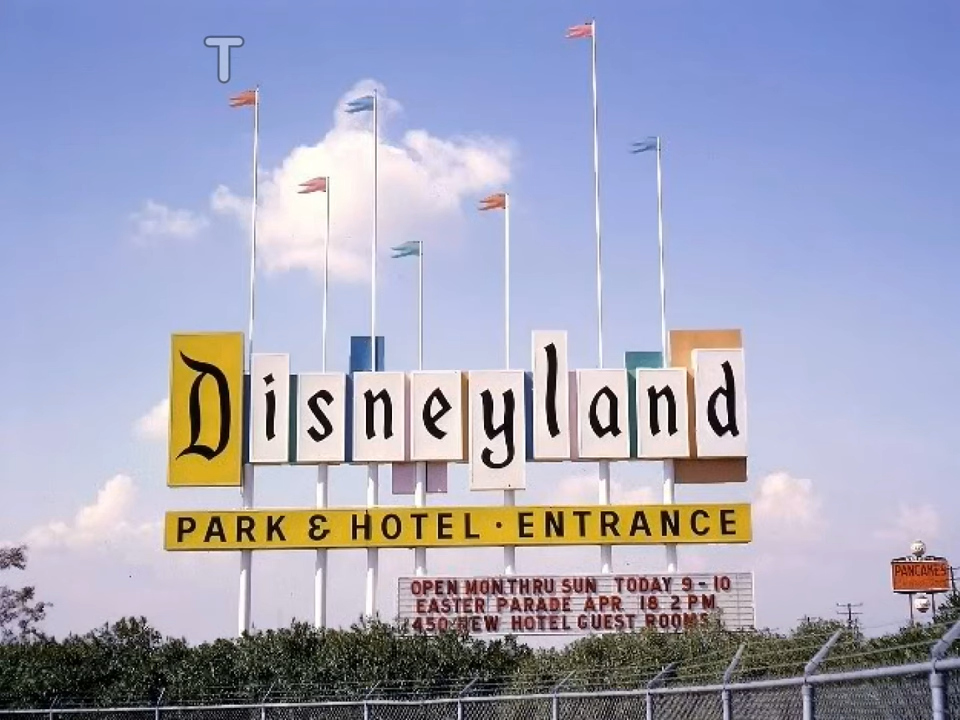 T
Disneyland
PARK & HOTEL · ENTRANCE
OPEN MON THRU SUN TODAY 9-10
EASTER PARADE APR 18 2 PM
450 NEW HOTEL GUEST ROOMS
PANCAKES